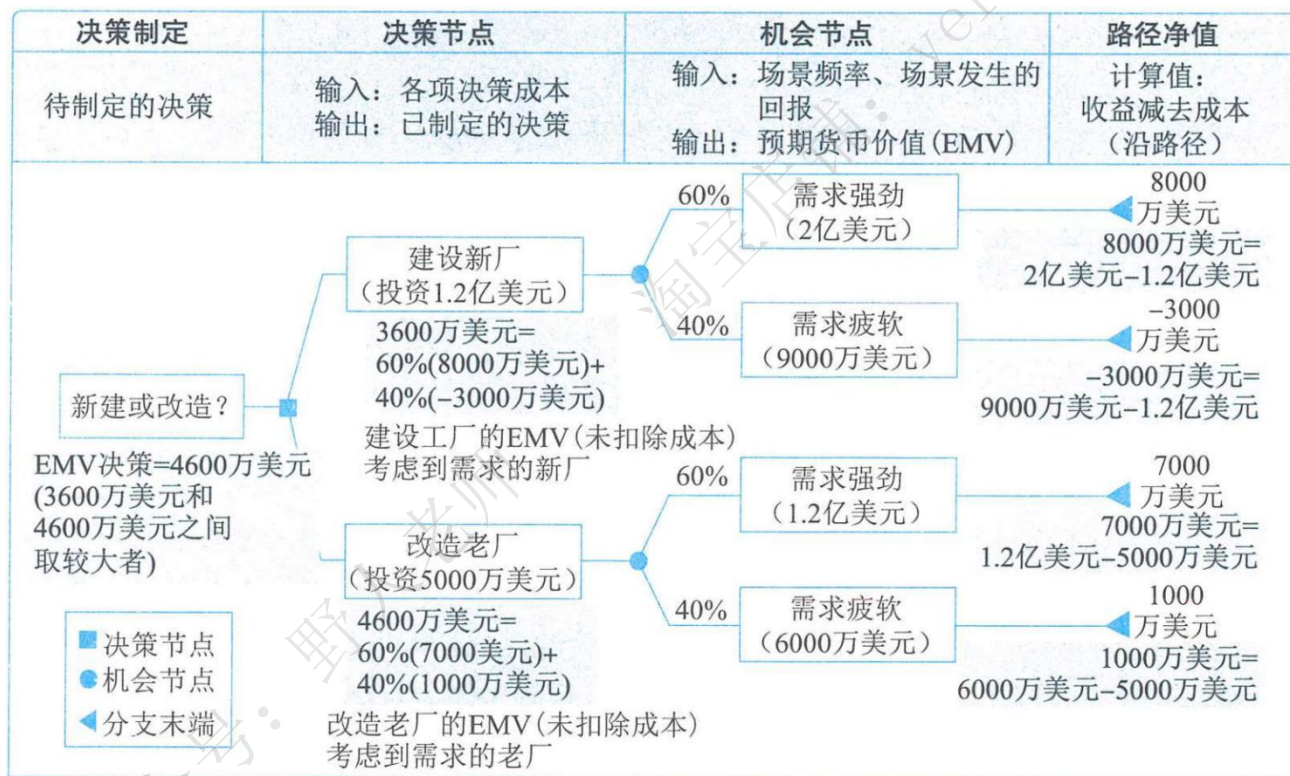 决策制定
决策节点
机会节点
路径净值
待制定的决策
输入：各项决策成本
输出：已制定的决策
输入：场景频率、场景发生的
回报
输出：预期货币价值(EMV)
计算值：
收益减去成本
（沿路径）
新建或改造？
EMV决策=4600万美元
(3600万美元和
4600万美元之间
取较大者)
建设新厂
（投资1.2亿美元）
3600万美元=
60%(8000万美元)+
40%(-3000万美元)
建设工厂的EMV(未扣除成本)
考虑到需求的新厂
60%
需求强劲
（2亿美元）
8000
万美元
8000万美元=
2亿美元-1.2亿美元
40%
需求疲软
（9000万美元）
-3000
万美元
-3000万美元=
9000万美元-1.2亿美元
改造老厂
（投资5000万美元）
4600万美元=
60%(7000美元)+
40%(1000万美元)
改造老厂的EMV(未扣除成本)
考虑到需求的老厂
60%
需求强劲
（1.2亿美元）
7000
万美元
7000万美元=
1.2亿美元-5000万美元
40%
需求疲软
（6000万美元）
1000
万美元
1000万美元=
6000万美元-5000万美元
决策节点
机会节点
分支末端
号：野人老师
淘宝店铺：